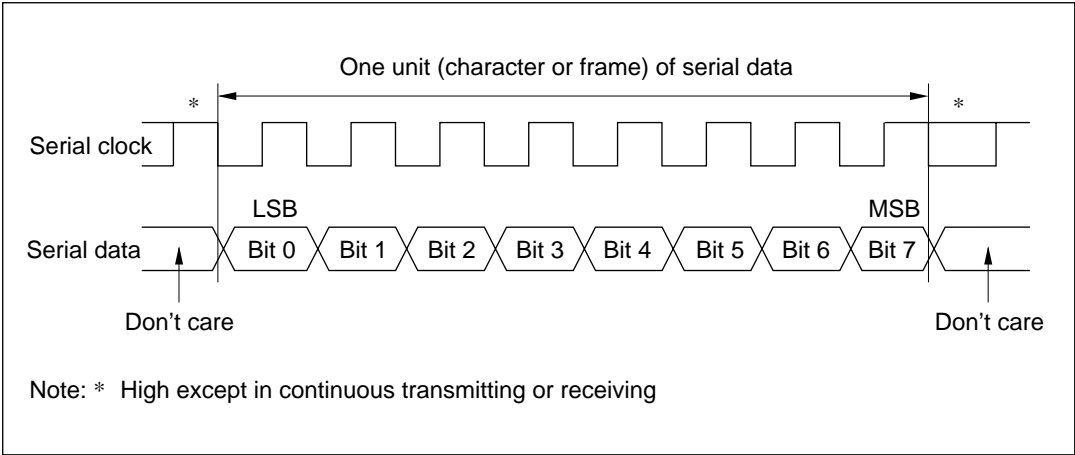 One unit (character or frame) of serial data
* *
Serial clock
LSB MSB
Serial data Bit 0 Bit 1 Bit 2 Bit 3 Bit 4 Bit 5 Bit 6 Bit 7
Don’t care Don’t care
Note: * High except in continuous transmitting or receiving